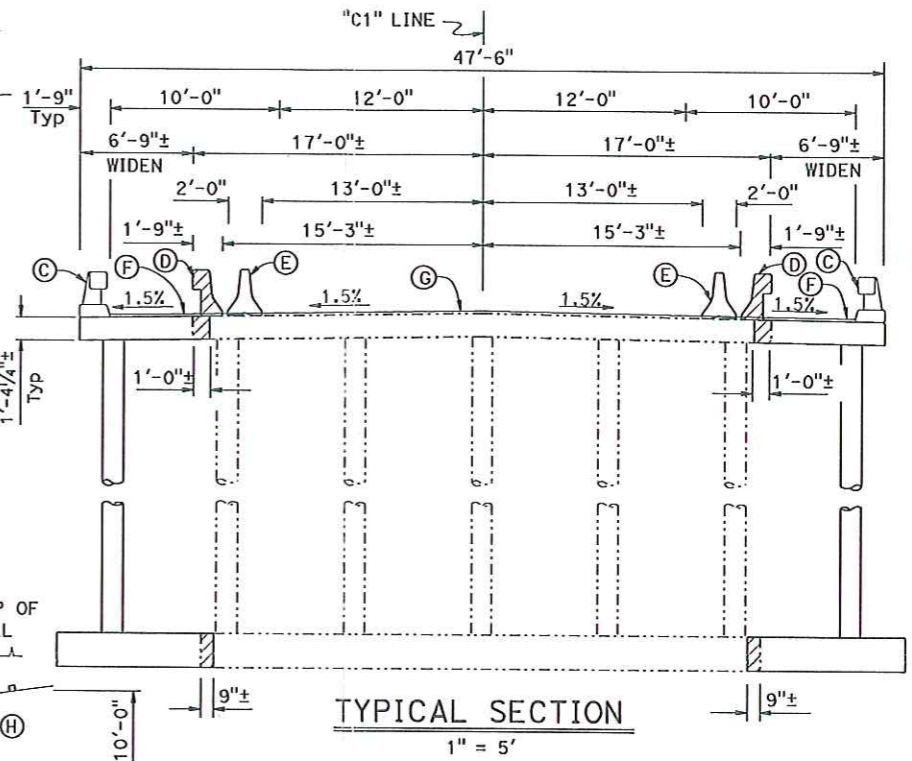 "C1" LINE
47'-6"
1'-9"
Typ
10'-0" 12'-0" 12'-0" 10'-0"
6'-9"± 17'-0"± 17'-0"± 6'-9"±
WIDEN WIDEN
2'-0" 13'-0"± 13'-0"± 2'-0"
1'-9"± 15'-3"± 15'-3"± 1'-9"±
C F D E G E D F C
1.5% 1.5% 1.5% 1.5%
1'-4¼"±
Typ
1'-0"± 1'-0"±
P OF
L
H
10'-0"
9"± 9"±
TYPICAL SECTION
1" = 5'